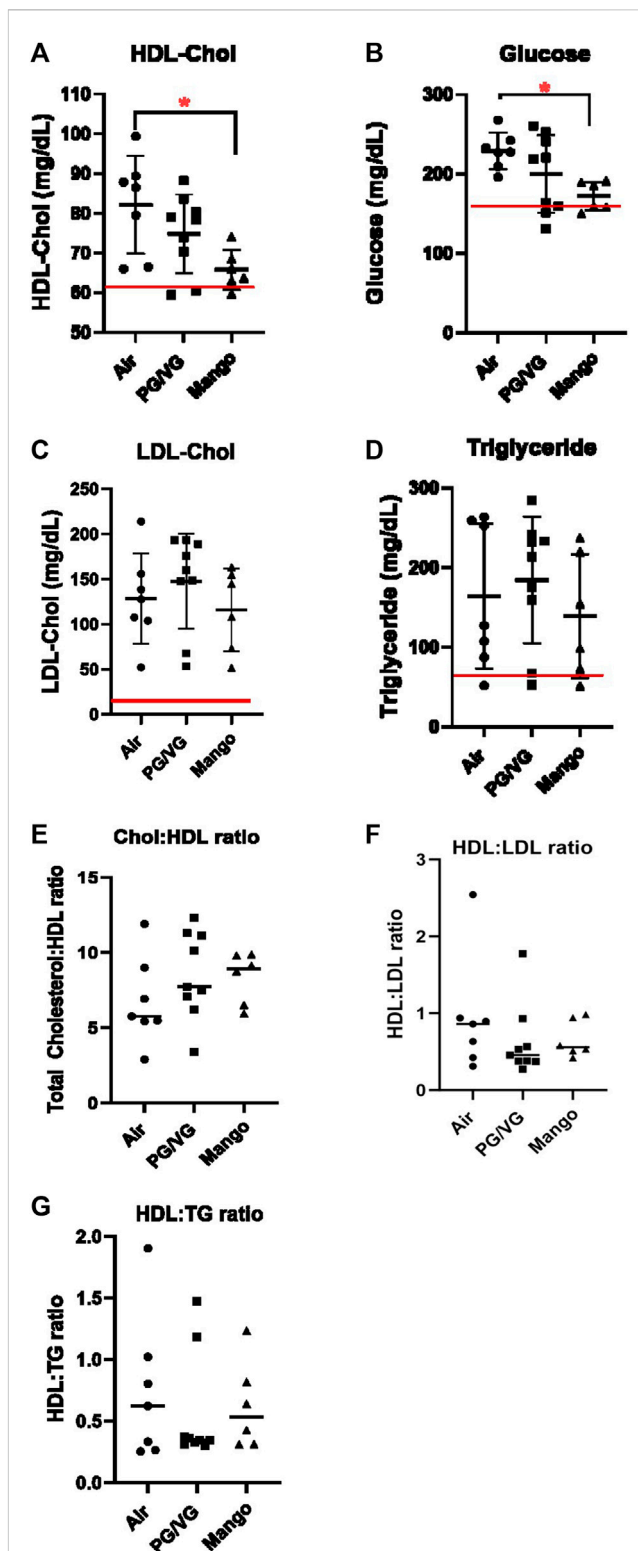 A
HDL-Chol
HDL-Chol (mg/dL)
110
100
90
80
70
60
50
*
Air
PG/VG
Mango
B
Glucose
Glucose (mg/dL)
300
200
100
0
*
Air
PG/VG
Mango
C
LDL-Chol
LDL-Chol (mg/dL)
250
200
150
100
50
0
Air
PG/VG
Mango
D
Triglyceride
Triglyceride (mg/dL)
300
200
100
0
Air
PG/VG
Mango
E
Chol:HDL ratio
Total Cholesterol:HDL ratio
15
10
5
0
Air
PG/VG
Mango
F
HDL:LDL ratio
HDL:LDL ratio
3
2
1
0
Air
PG/VG
Mango
G
HDL:TG ratio
HDL:TG ratio
2.0
1.5
1.0
0.5
0.0
Air
PG/VG
Mango